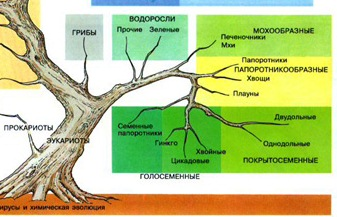 ВОДОРОСЛИ
ГРИБЫ
Прочие Зеленые
МОХООБРАЗНЫЕ
Печеночники
Мхи
Папоротники
ПАПОРОТНИКООБРАЗНЫЕ
Хвощи
Плауны
ПРОКАРИОТЫ
ЭУКАРИОТЫ
Семенные
папоротники
Гинкго
Хвойные
Цикадовые
Двудольные
Однодольные
ПОКРЫТОСЕМЕННЫЕ
ГОЛОСЕМЕННЫЕ
ирусы и химическая эволюция